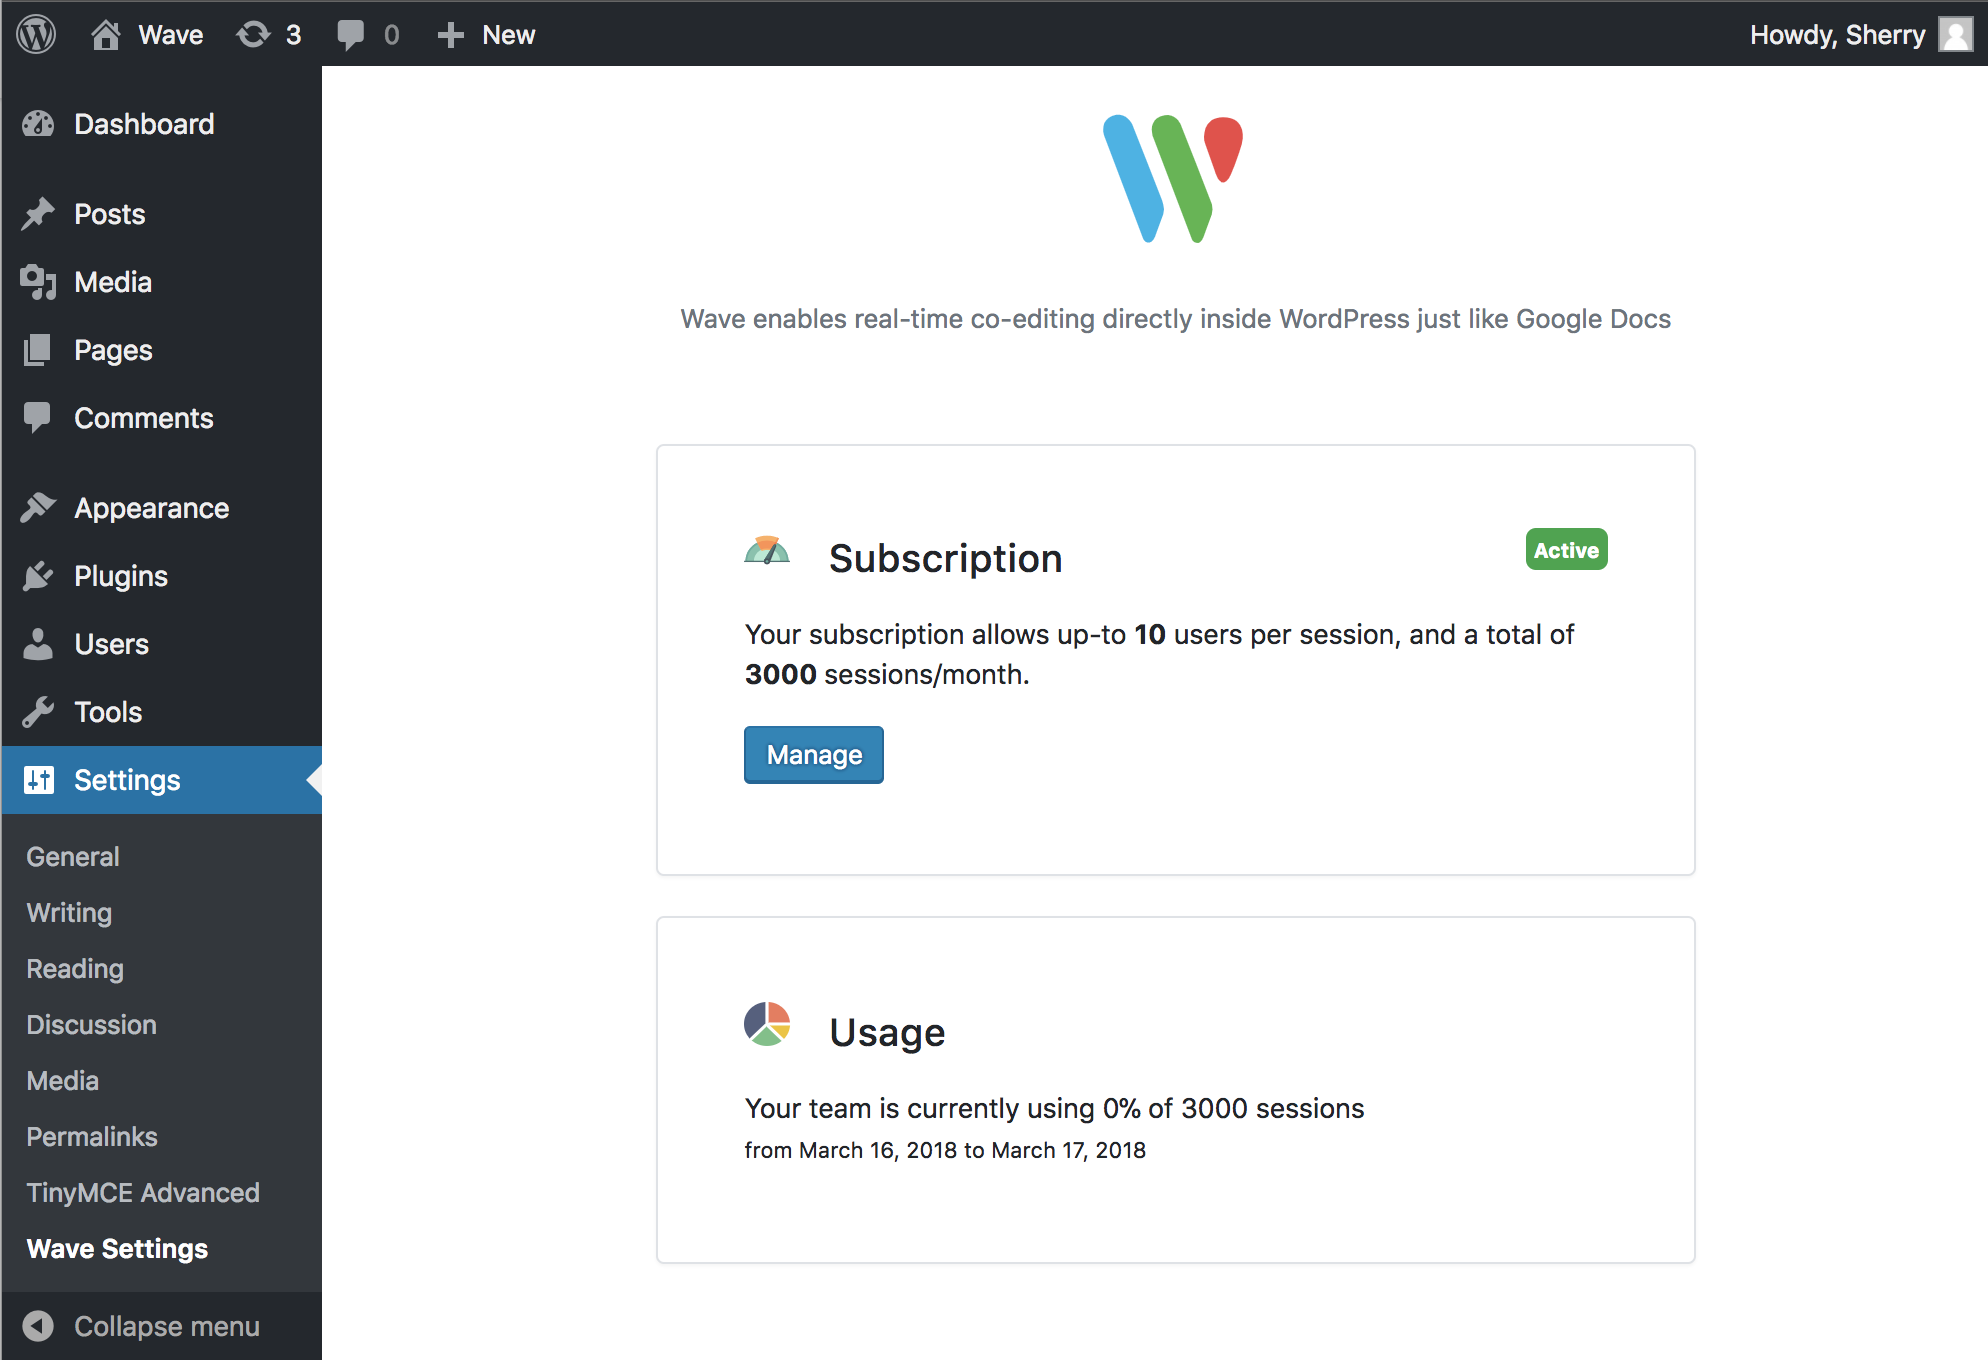 Wave 3 0 New Howdy, Sherry
Dashboard
Posts
Media
Pages
Comments
Appearance
Plugins
Users
Tools
Settings
General
Writing
Reading
Discussion
Media
Permalinks
TinyMCE Advanced
Wave Settings
Collapse menu
Wave enables real-time co-editing directly inside WordPress just like Google Docs
Subscription Active
Your subscription allows up-to 10 users per session, and a total of
3000 sessions/month.
Manage
Usage
Your team is currently using 0% of 3000 sessions
from March 16, 2018 to March 17, 2018